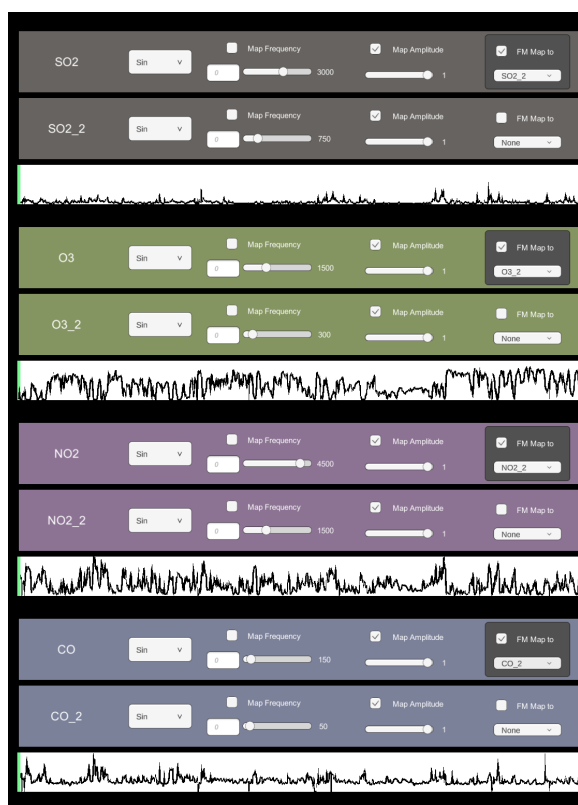 SO2 Sin v Map Frequency 0 3000 Map Amplitude 1 FM Map to SO2_2
SO2_2 Sin v Map Frequency 0 750 Map Amplitude 1 FM Map to None
O3 Sin v Map Frequency 0 1500 Map Amplitude 1 FM Map to O3_2
O3_2 Sin v Map Frequency 0 300 Map Amplitude 1 FM Map to None
NO2 Sin v Map Frequency 0 4500 Map Amplitude 1 FM Map to NO2_2
NO2_2 Sin v Map Frequency 0 1500 Map Amplitude 1 FM Map to None
CO Sin v Map Frequency 0 150 Map Amplitude 1 FM Map to CO_2
CO_2 Sin v Map Frequency 0 50 Map Amplitude 1 FM Map to None